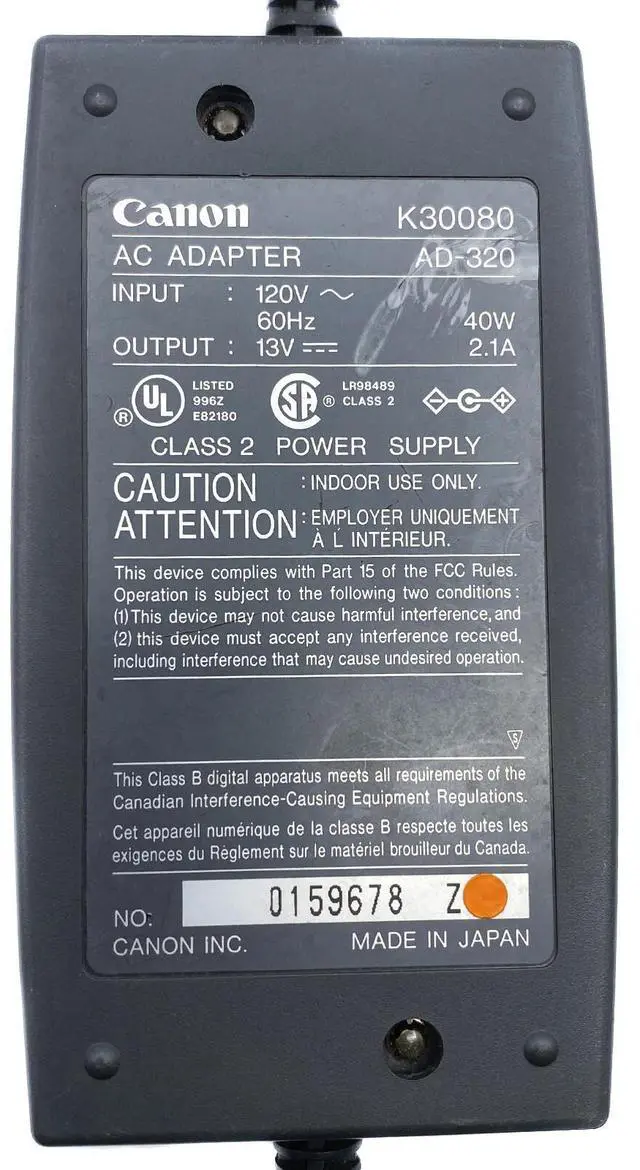 Canon K30080
AC ADAPTER AD-320
INPUT : 120V ~
60Hz 40W
OUTPUT : 13V ⎓ 2.1A
® UL LISTED
996Z
E82180
SA ® LR98489
CLASS 2
CLASS 2 POWER SUPPLY
CAUTION : INDOOR USE ONLY.
ATTENTION : EMPLOYER UNIQUEMENT
À L' INTÉRIEUR.
This device complies with Part 15 of the FCC Rules.
Operation is subject to the following two conditions :
(1) This device may not cause harmful interference, and
(2) this device must accept any interference received,
including interference that may cause undesired operation.
S
This Class B digital apparatus meets all requirements of the
Canadian Interference-Causing Equipment Regulations.
Cet appareil numérique de la classe B respecte toutes les
exigences du Règlement sur le matériel brouilleur du Canada.
NO: 0159678 Z
CANON INC. MADE IN JAPAN